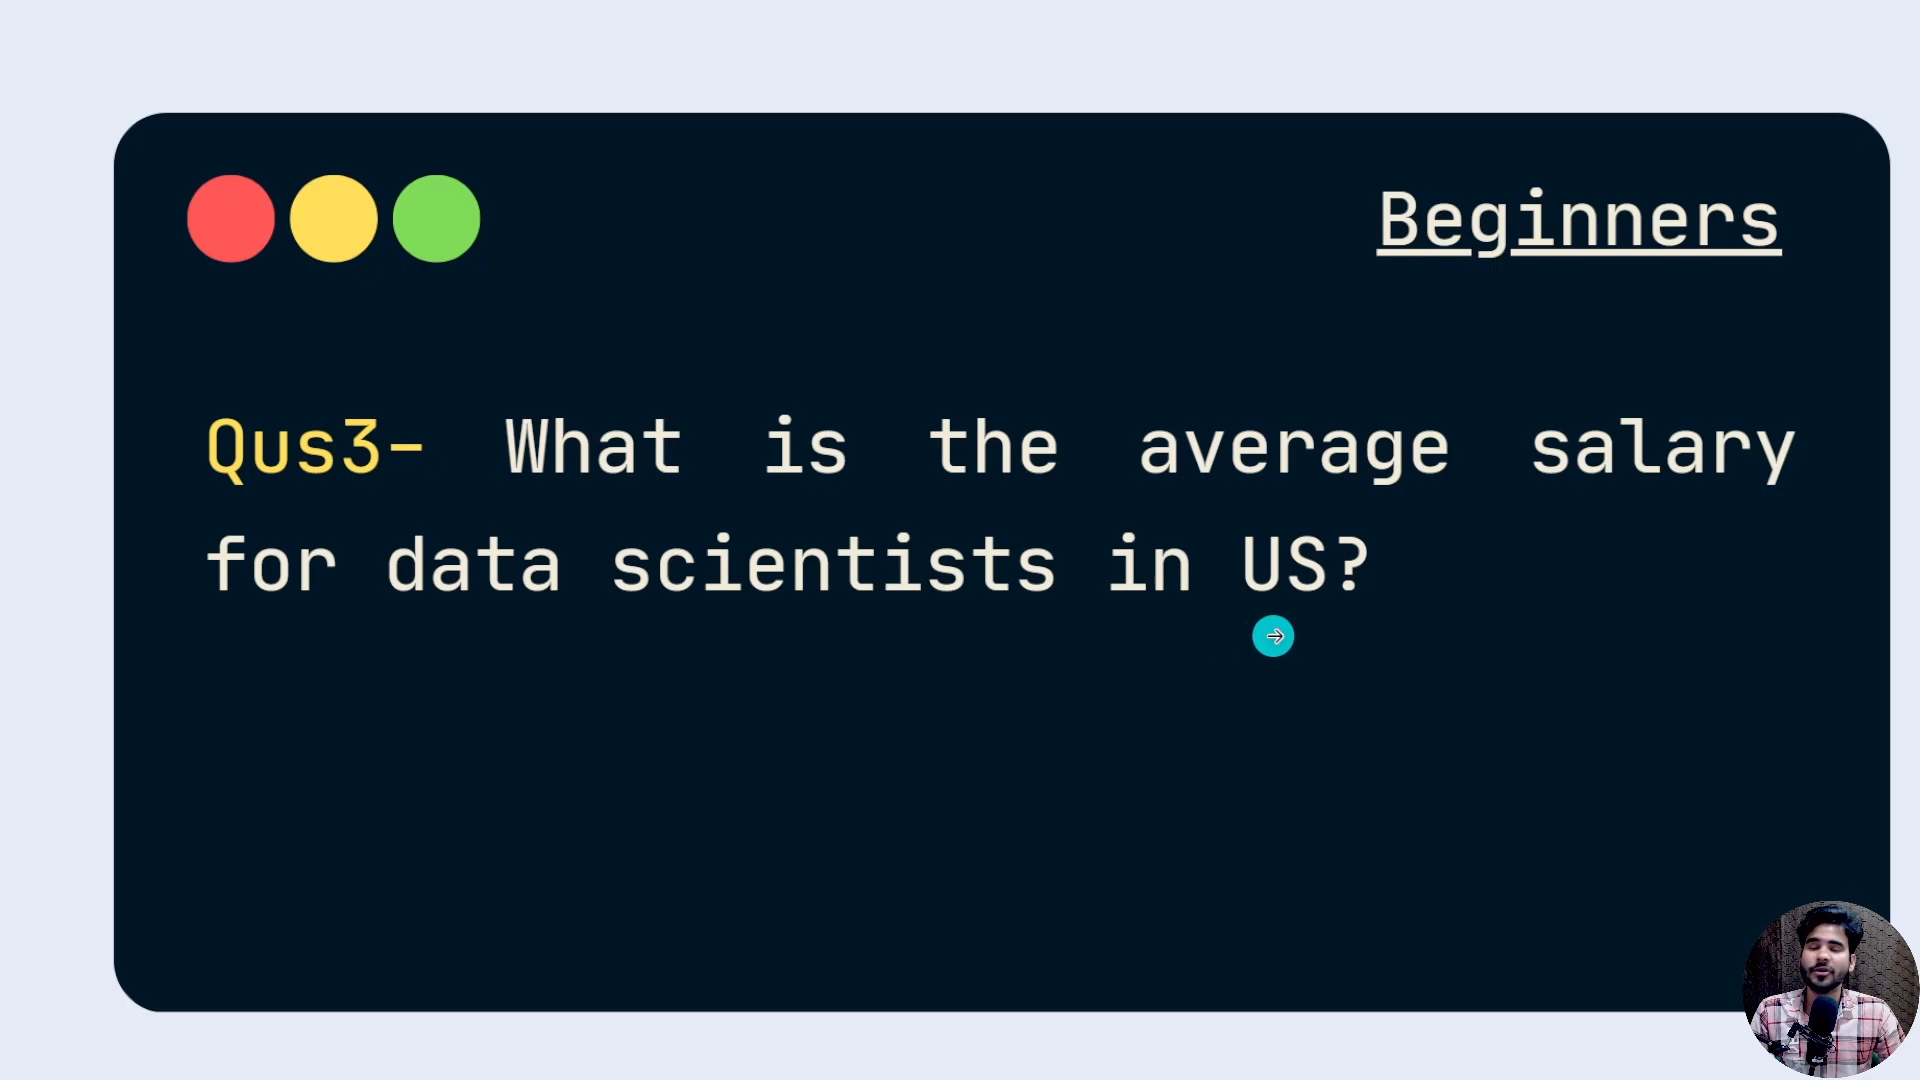 Beginners
Qus3- What is the average salary
for data scientists in US?